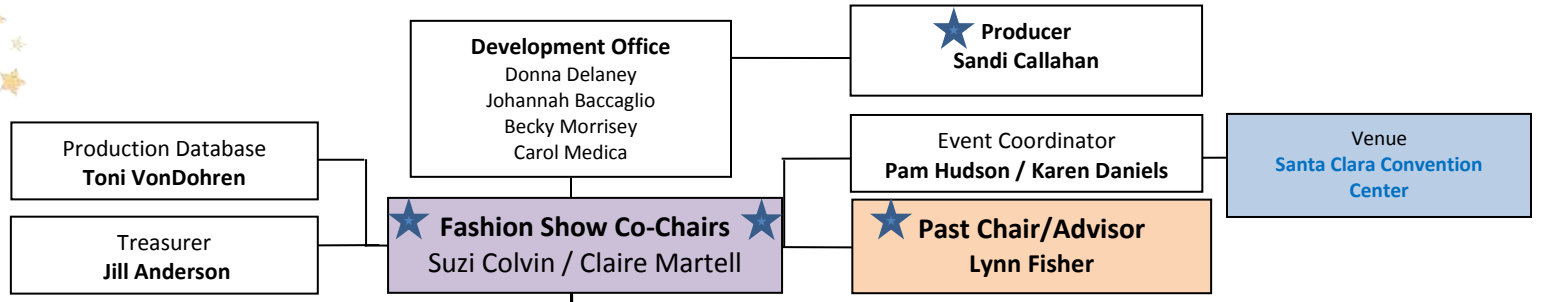 Development Office
Donna Delaney
Johannah Baccaglio
Becky Morrisey
Carol Medica
Producer
Sandi Callahan
Production Database
Toni VonDohren
Event Coordinator
Pam Hudson / Karen Daniels
Venue
Santa Clara Convention
Center
Treasurer
Jill Anderson
Fashion Show Co-Chairs
Suzi Colvin / Claire Martell
Past Chair/Advisor
Lynn Fisher